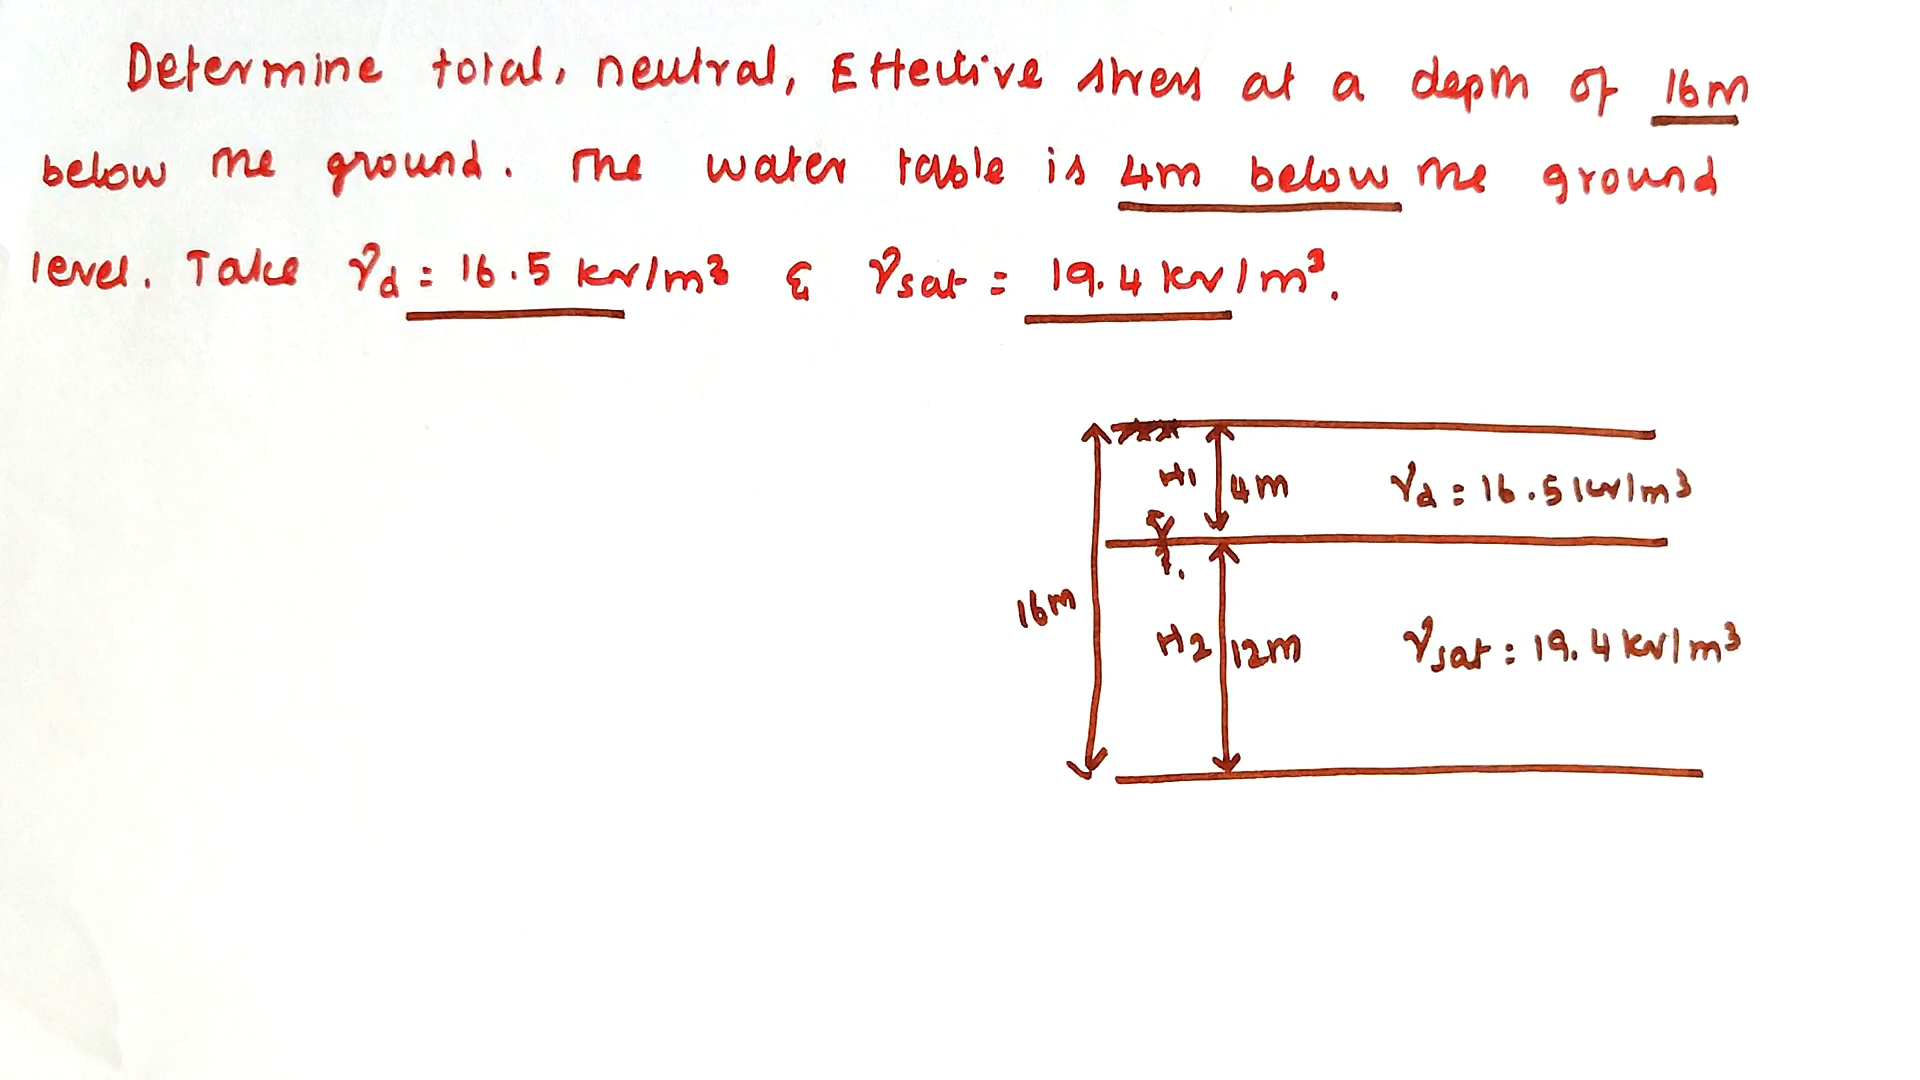 Determine total, neutral, Effective stress at a depth of 16m
below the ground. The water table is 4m below the ground
level. Take γd = 16.5 kN/m³ & γsat = 19.4 kN/m³.
H1 4m γd = 16.5 kN/m³
16m
H2 12m γsat = 19.4 kN/m³